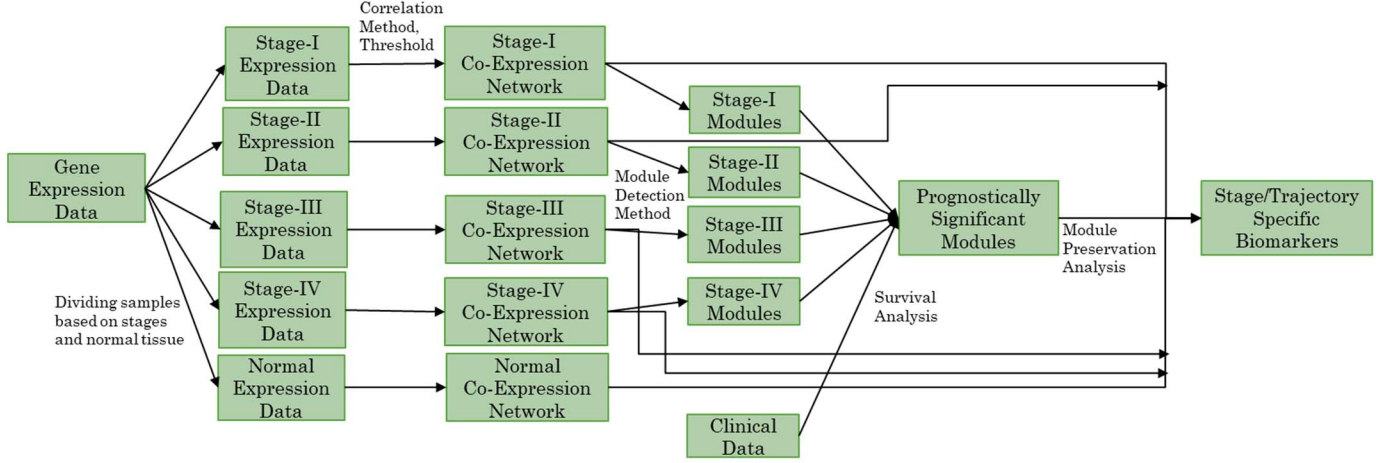 Gene
Expression
Data
Dividing samples
based on stages
and normal tissue
Stage-I
Expression
Data
Stage-II
Expression
Data
Stage-III
Expression
Data
Stage-IV
Expression
Data
Normal
Expression
Data
Correlation
Method,
Threshold
Stage-I
Co-Expression
Network
Stage-II
Co-Expression
Network
Stage-III
Co-Expression
Network
Stage-IV
Co-Expression
Network
Normal
Co-Expression
Network
Module
Detection
Method
Stage-I
Modules
Stage-II
Modules
Stage-III
Modules
Stage-IV
Modules
Clinical
Data
Survival
Analysis
Prognostically
Significant
Modules
Module
Preservation
Analysis
Stage/Trajectory
Specific
Biomarkers